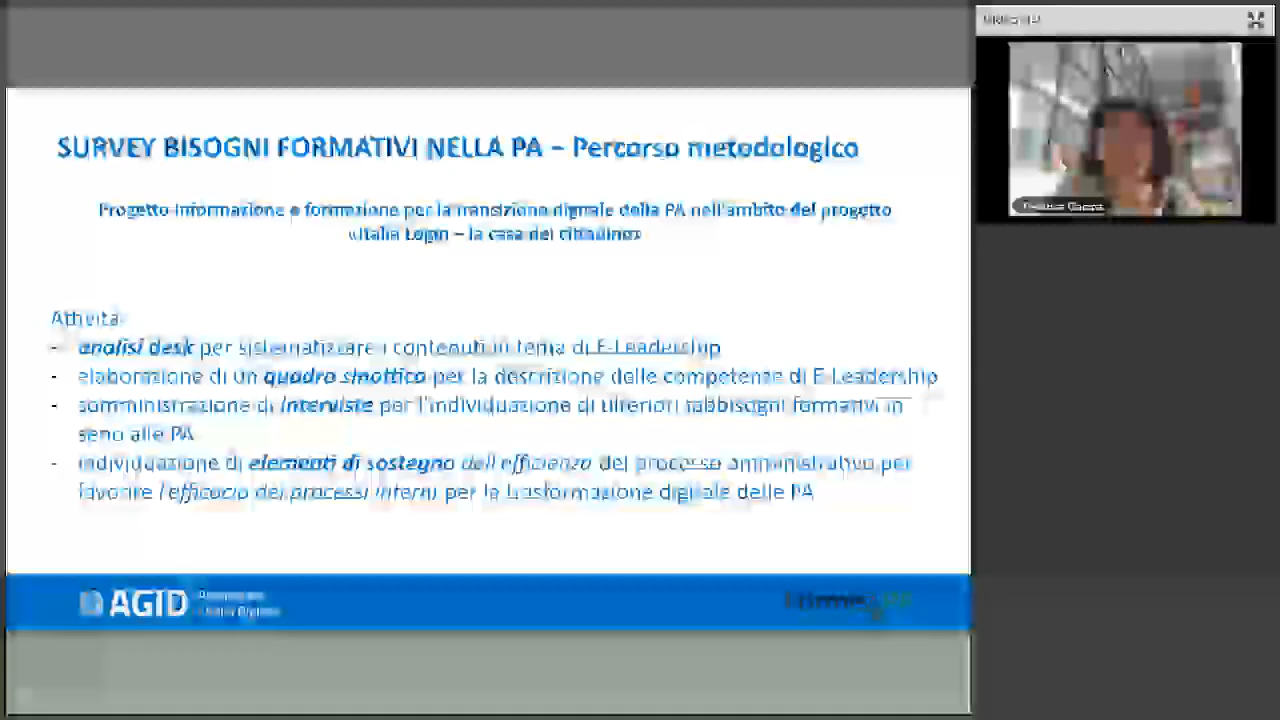 SURVEY BISOGNI FORMATIVI NELLA PA – Percorso metodologico
Progetto Informazione e formazione per la transizione digitale della PA nell'ambito del progetto
«Italia Login – la casa del cittadino»
Attività:
- analisi desk per sistematizzare i contenuti in tema di E-Leadership
- elaborazione di un quadro sinottico per la descrizione delle competenze di E-Leadership
- somministrazione di interviste per l'individuazione di ulteriori fabbisogni formativi in
seno alle PA
- individuazione di elementi di sostegno dell'efficienza del processo amministrativo per
favorire l'efficacia dei processi interni per la trasformazione digitale delle PA
AGID